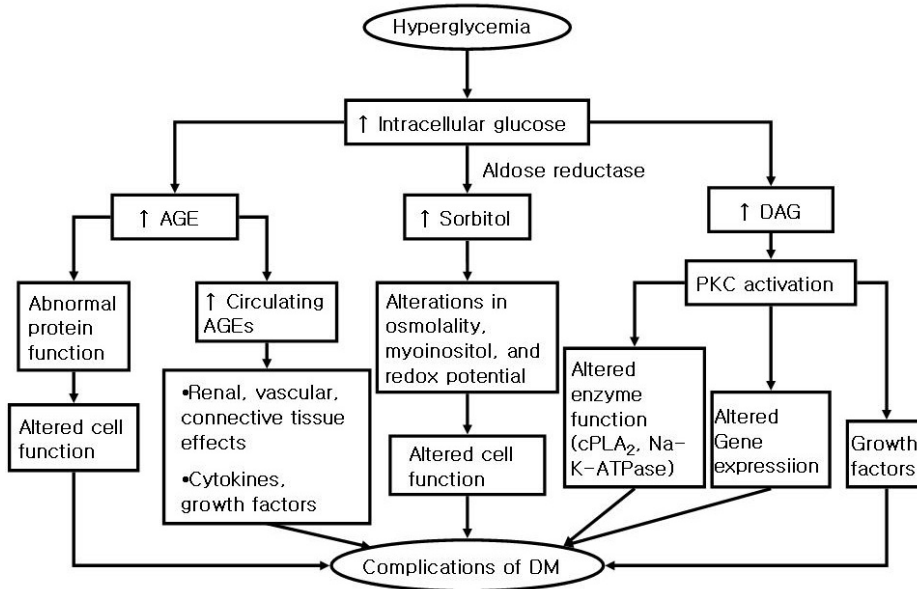 Hyperglycemia
↑ Intracellular glucose
Aldose reductase
↑ AGE
↑ Sorbitol
↑ DAG
Abnormal
protein
function
↑ Circulating
AGEs
Alterations in
osmolality,
myoinositol, and
redox potential
PKC activation
Altered cell
function
•Renal, vascular,
connective tissue
effects
•Cytokines,
growth factors
Altered cell
function
Altered
enzyme
function
(cPLA₂, Na-
K-ATPase)
Altered
Gene
expressiion
Growth
factors
Complications of DM